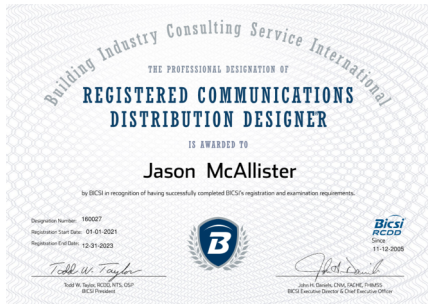 Building Industry Consulting Service International
THE PROFESSIONAL DESIGNATION OF
REGISTERED COMMUNICATIONS
DISTRIBUTION DESIGNER
IS AWARDED TO
Jason McAllister
by BICSI in recognition of having successfully completed BICSI's registration and examination requirements.
Designation Number: 160027
Registration Start Date: 01-01-2021
Registration End Date: 12-31-2023
Bicsi
RCDD
Since
11-12-2005
B
Todd W. Taylor
Todd W. Taylor, RCDD, NTS, OSP
BICSI President
John H. Daniels, CNM, FACHE, FHIMSS
BICSI Executive Director & Chief Executive Officer